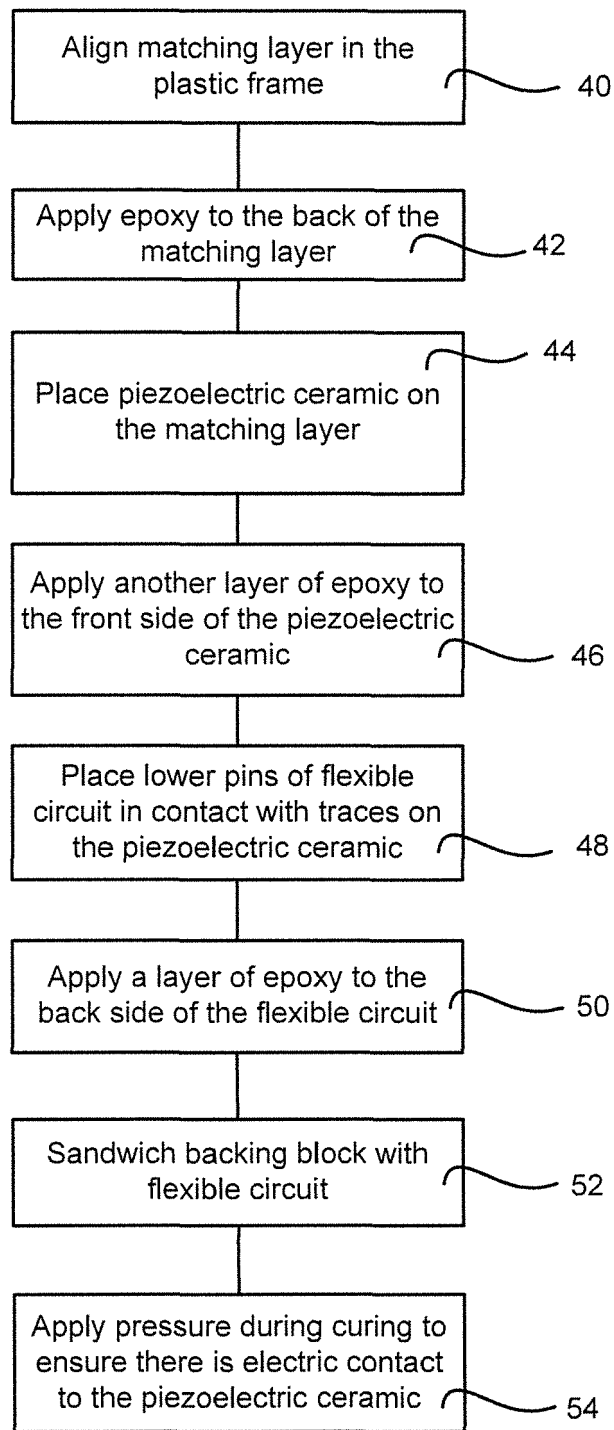 Align matching layer in the
plastic frame
40
Apply epoxy to the back of the
matching layer
42
44
Place piezoelectric ceramic on
the matching layer
Apply another layer of epoxy to
the front side of the piezoelectric
ceramic
46
Place lower pins of flexible
circuit in contact with traces on
the piezoelectric ceramic
48
Apply a layer of epoxy to the
back side of the flexible circuit
50
Sandwich backing block with
flexible circuit
52
Apply pressure during curing to
ensure there is electric contact
to the piezoelectric ceramic
54